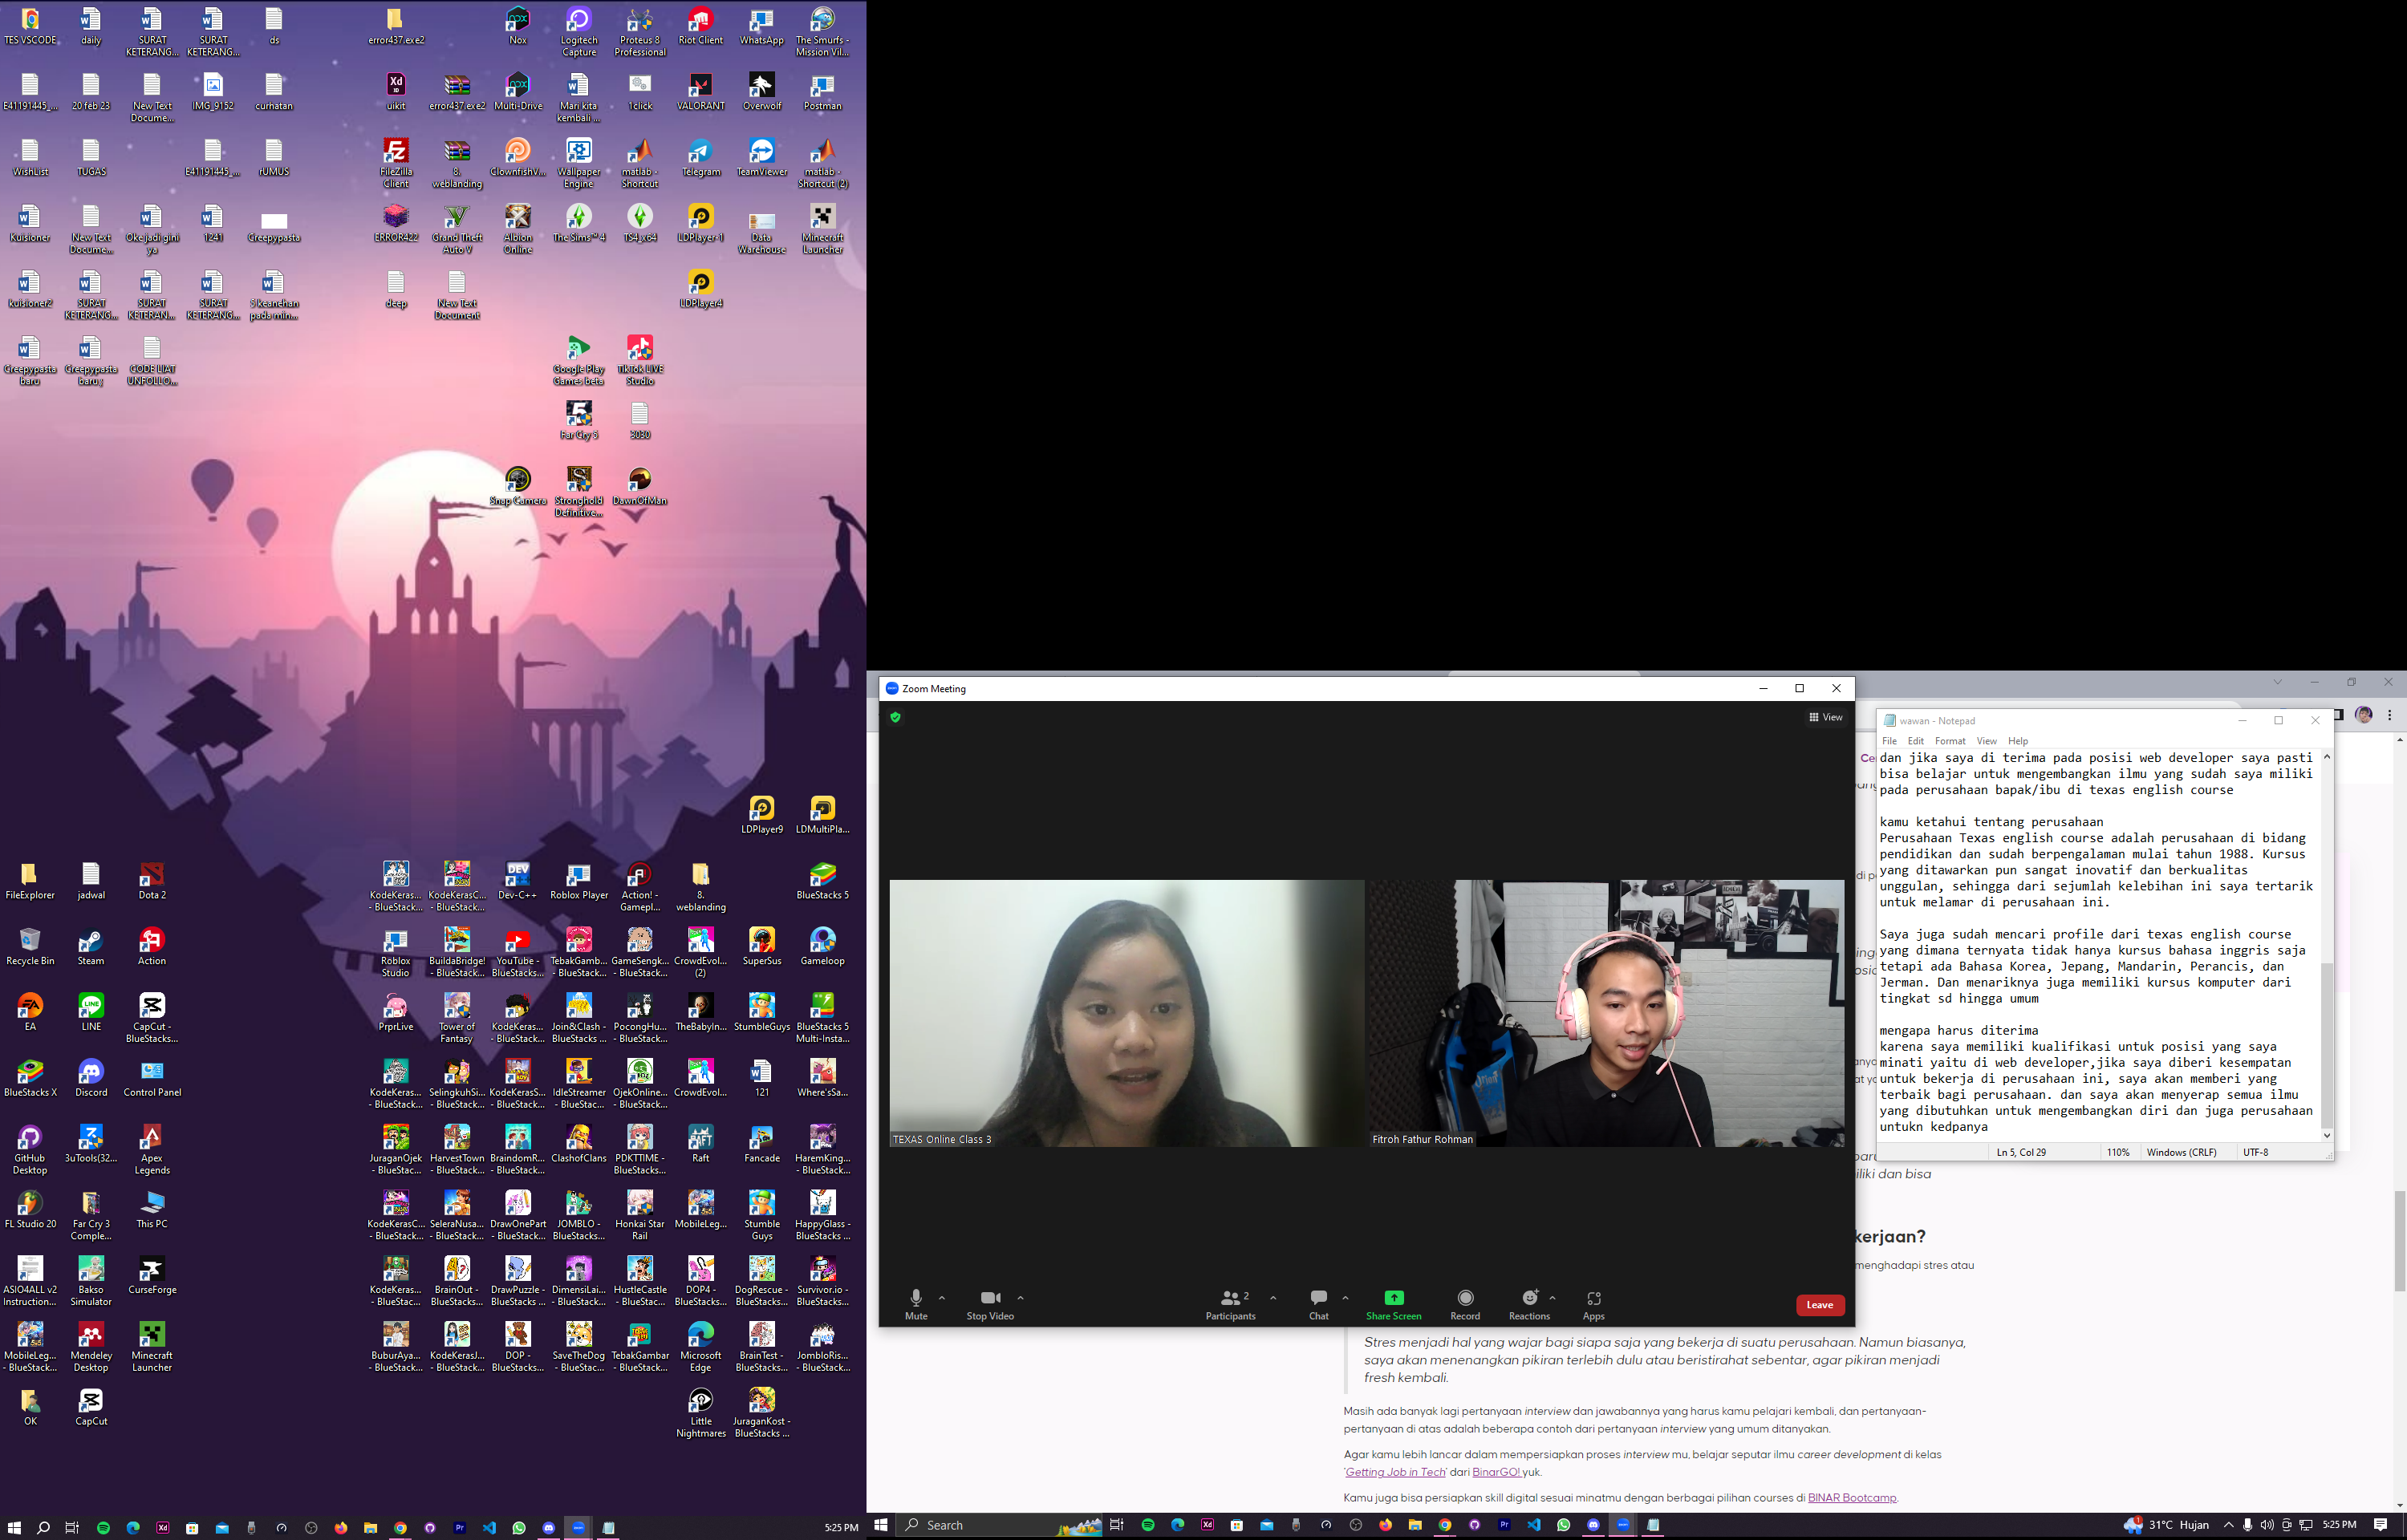 TES VSCODE
daily
SURAT KETERANG...
SURAT KETERANG...
ds
error437.exe2
Nox
Logitech Capture
Proteus 8 Professional
Riot Client
WhatsApp
The Smurfs - Mission Vil...
E41191445_...
20 feb 23
New Text Docume...
IMG_9152
curhatan
uikit
error437.exe2
Multi-Drive
Mari kita kembali ...
1click
VALORANT
Overwolf
Postman
WishList
TUGAS
E41191445_...
rUMUS
FileZilla Client
8. weblanding
ClownfishV...
Wallpaper Engine
matlab - Shortcut
Telegram
TeamViewer
matlab - Shortcut (2)
Kuisioner
New Text Docume...
Oke jadi gini ya
1241
Creepypasta
ERROR422
Grand Theft Auto V
Albion Online
The Sims™ 4
TS4_x64
LDPlayer-1
Data Warehouse
Minecraft Launcher
kuisioner2
SURAT KETERANG...
SURAT KETERAN...
SURAT KETERANG...
5 keanehan pada min...
deep
New Text Document
LDPlayer4
Creepypasta baru
Creepypasta baru ;
CODE LIAT UNFOLLO...
Google Play Games beta
TikTok LIVE Studio
Far Cry 5
3030
Snap Camera
Stronghold Definitive...
DawnOfMan
LDPlayer9
LDMultiPla...
FileExplorer
jadwal
Dota 2
KodeKeras... - BlueStack...
KodeKerasC... - BlueStack...
Dev-C++
Roblox Player
Action! - Gamepl...
8. weblanding
BlueStacks 5
Recycle Bin
Steam
Action
Roblox Studio
BuildaBridge! - BlueStack...
YouTube - BlueStacks...
TebakGamb... - BlueStack...
GameSengk... - BlueStack...
CrowdEvol... (2)
SuperSus
Gameloop
EA
LINE
CapCut - BlueStacks...
PrprLive
Tower of Fantasy
KodeKeras... - BlueStack...
Join&Clash - BlueStacks ...
PocongHu... - BlueStack...
TheBabyIn...
StumbleGuys
BlueStacks 5 Multi-Insta...
BlueStacks X
Discord
Control Panel
KodeKeras... - BlueStack...
SelingkuhSi... - BlueStack...
KodeKerasS... - BlueStack...
IdleStreamer - BlueStac...
OjekOnline... - BlueStack...
CrowdEvol...
121
Where'sSa... - BlueStack...
GitHub Desktop
3uTools(32...
Apex Legends
JuraganOjek - BlueStac...
HarvestTown - BlueStack...
BraindomR... - BlueStack...
ClashofClans
PDKTTIME - BlueStacks...
Raft
Fancade
HaremKing... - BlueStack...
FL Studio 20
Far Cry 3 Comple...
This PC
KodeKerasC... - BlueStack...
SeleraNusa... - BlueStack...
DrawOnePart - BlueStack...
JOMBLO - BlueStacks...
Honkai Star Rail
MobileLeg...
Stumble Guys
HappyGlass - BlueStacks ...
ASIO4ALL v2 Instruction...
Bakso Simulator
CurseForge
KodeKeras... - BlueStac...
BrainOut - BlueStacks...
DrawPuzzle - BlueStacks ...
DimensiLai... - BlueStack...
HustleCastle - BlueStac...
DOP4 - BlueStacks...
DogRescue - BlueStacks...
Survivor.io - BlueStacks...
MobileLeg... - BlueStack...
Mendeley Desktop
Minecraft Launcher
BuburAya... - BlueStack...
KodeKerasJ... - BlueStack...
DOP - BlueStacks...
SaveTheDog - BlueStac...
TebakGambar - BlueStack...
Microsoft Edge
BrainTest - BlueStacks...
JombloRis... - BlueStack...
OK
CapCut
Little Nightmares
JuraganKost - BlueStacks ...
5:25 PM
Zoom Meeting
View
TEXAS Online Class 3
Fitroh Fathur Rohman
Mute
Stop Video
2
Participants
Chat
Share Screen
Record
Reactions
Apps
Leave
wawan - Notepad
File Edit Format View Help
dan jika saya di terima pada posisi web developer saya pasti
bisa belajar untuk mengembangkan ilmu yang sudah saya miliki
pada perusahaan bapak/ibu di texas english course
kamu ketahui tentang perusahaan
Perusahaan Texas english course adalah perusahaan di bidang
pendidikan dan sudah berpengalaman mulai tahun 1988. Kursus
yang ditawarkan pun sangat inovatif dan berkualitas
unggulan, sehingga dari sejumlah kelebihan ini saya tertarik
untuk melamar di perusahaan ini.
Saya juga sudah mencari profile dari texas english course
yang dimana ternyata tidak hanya kursus bahasa inggris saja
tetapi ada Bahasa Korea, Jepang, Mandarin, Perancis, dan
Jerman. Dan menariknya juga memiliki kursus komputer dari
tingkat sd hingga umum
mengapa harus diterima
karena saya memiliki kualifikasi untuk posisi yang saya
minati yaitu di web developer,jika saya diberi kesempatan
untuk bekerja di perusahaan ini, saya akan memberi yang
terbaik bagi perusahaan. dan saya akan menyerap semua ilmu
yang dibutuhkan untuk mengembangkan diri dan juga perusahaan
untukn kedpanya
Ln 5, Col 29
110%
Windows (CRLF)
UTF-8
iliki dan bisa
kerjaan?
menghadapi stres atau
Stres menjadi hal yang wajar bagi siapa saja yang bekerja di suatu perusahaan. Namun biasanya,
saya akan menenangkan pikiran terlebih dulu atau beristirahat sebentar, agar pikiran menjadi
fresh kembali.
Masih ada banyak lagi pertanyaan interview dan jawabannya yang harus kamu pelajari kembali, dan pertanyaan-
pertanyaan di atas adalah beberapa contoh dari pertanyaan interview yang umum ditanyakan.
Agar kamu lebih lancar dalam mempersiapkan proses interview mu, belajar seputar ilmu career development di kelas
'Getting Job in Tech' dari BinarGO! yuk.
Kamu juga bisa persiapkan skill digital sesuai minatmu dengan berbagai pilihan courses di BINAR Bootcamp.
Search
31°C Hujan
5:25 PM